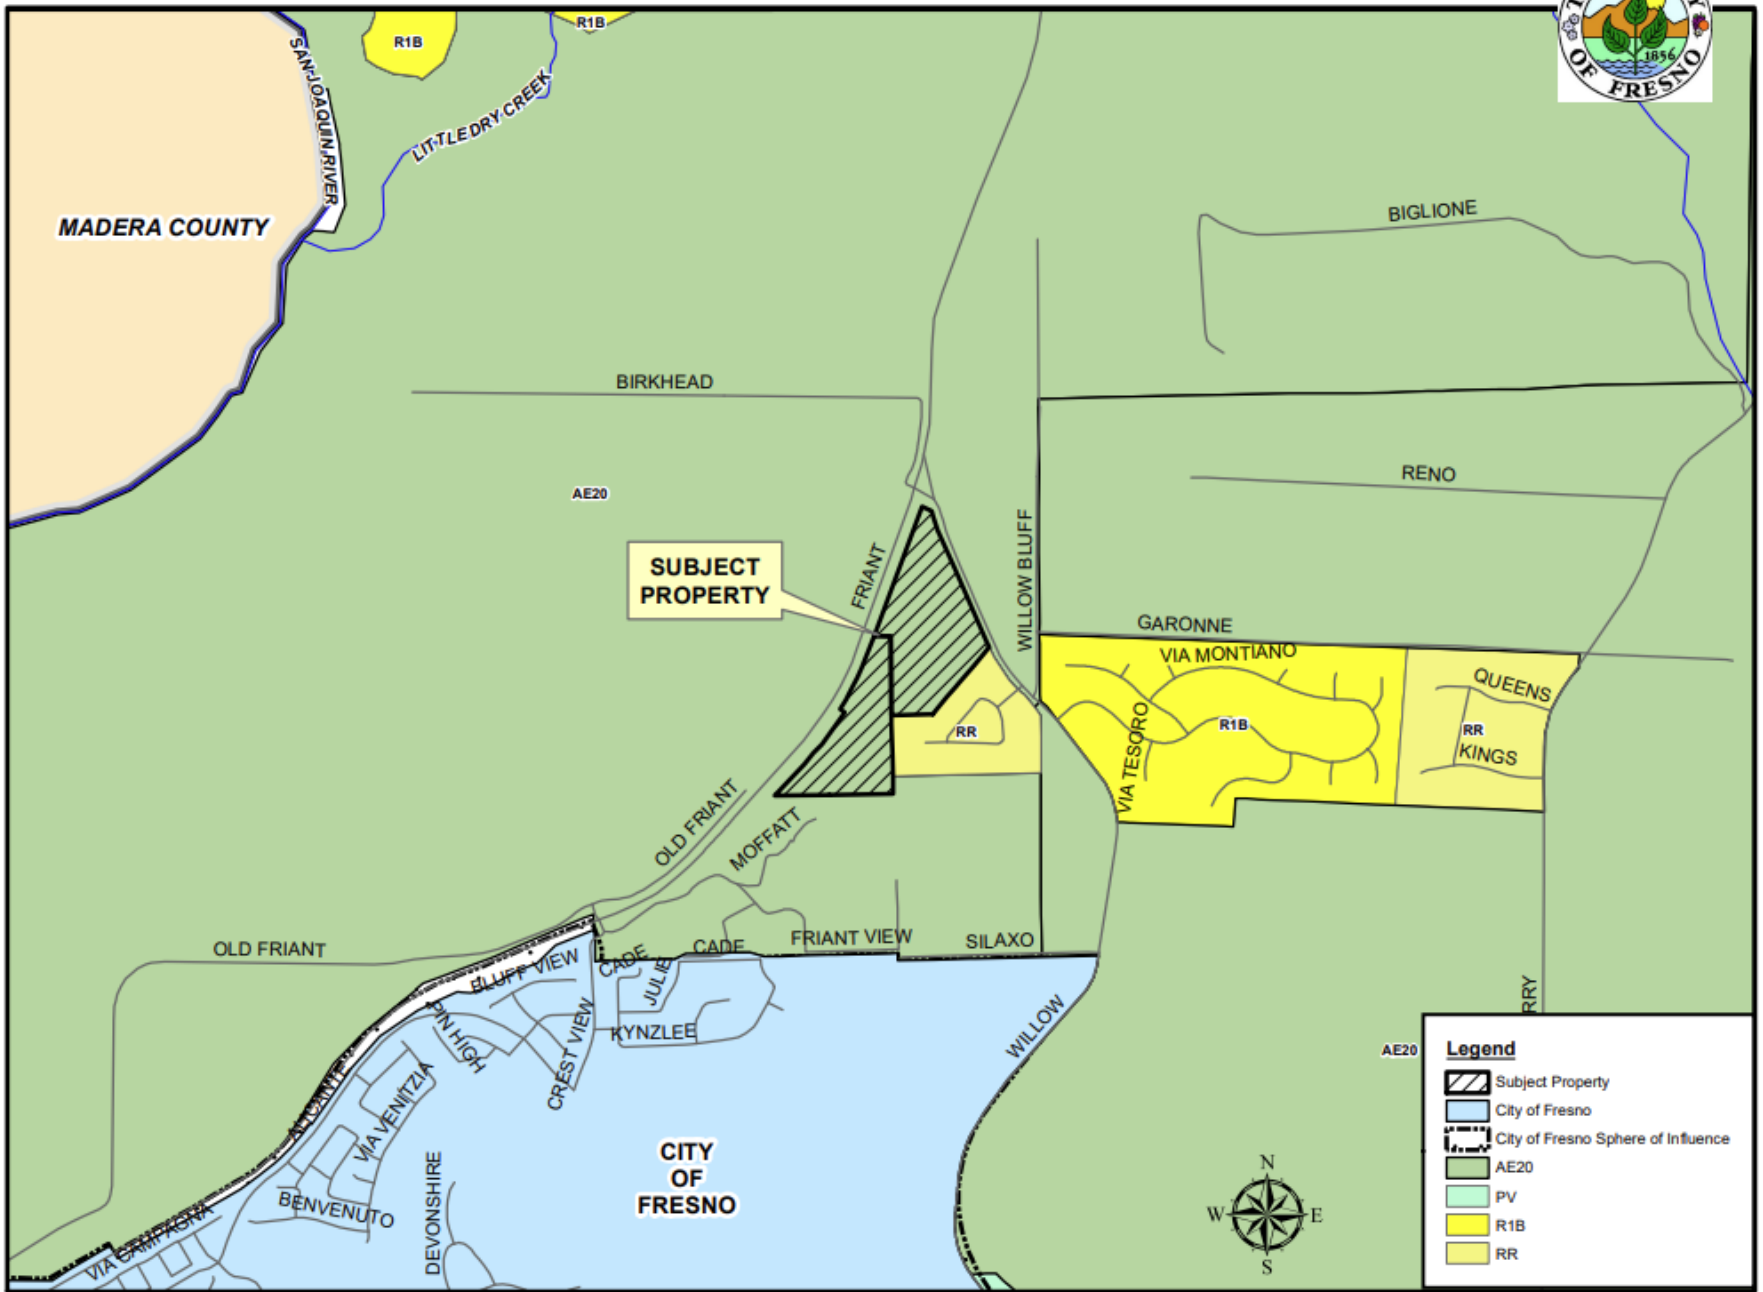 R1B
R1B
1856
OF FRESNO
SAN JOAQUIN RIVER
LITTLE DRY CREEK
MADERA COUNTY
BIGLIONE
BIRKHEAD
RENO
AE20
SUBJECT
PROPERTY
FRIANT
WILLOW BLUFF
GARONNE
VIA MONTIANO
QUEENS
R1B
RR
RR
KINGS
VIA TESORO
OLD FRIANT
MOFFATT
OLD FRIANT
FRIANT VIEW
SILAXO
CADE
CADE
BLUFF VIEW
JULIE
PIN HIGH
CREST VIEW
KYNZLEE
WILLOW
RRY
AE20
ALICANTE
VIA VENITZIA
CITY
OF
FRESNO
BENVENUTO
DEVONSHIRE
VIA CAMPAGNA
N
W
E
S
Legend
Subject Property
City of Fresno
City of Fresno Sphere of Influence
AE20
PV
R1B
RR